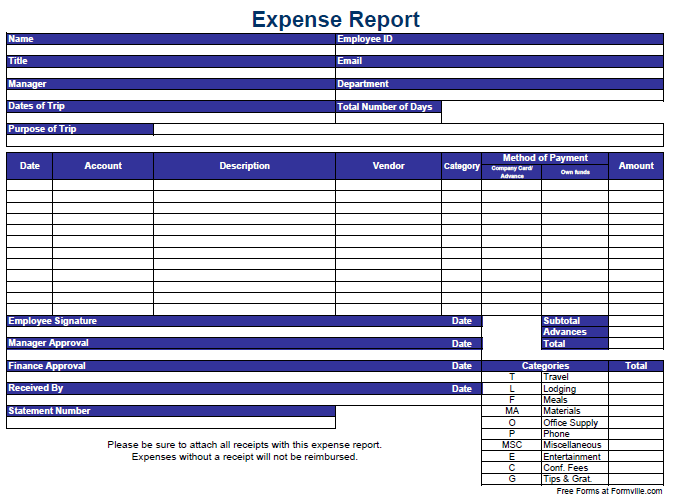 Expense Report
Name Employee ID
Title Email
Manager Department
Dates of Trip Total Number of Days
Purpose of Trip
Date Account Description Vendor Category Method of Payment Amount
Company Card/ Advance Own funds
Employee Signature Date Subtotal
Advances
Manager Approval Date Total
Finance Approval Date Categories Total
T Travel
Received By Date L Lodging
F Meals
Statement Number MA Materials
O Office Supply
P Phone
Please be sure to attach all receipts with this expense report. MSC Miscellaneous
Expenses without a receipt will not be reimbursed. E Entertainment
C Conf. Fees
G Tips & Grat.
Free Forms at Formville.com